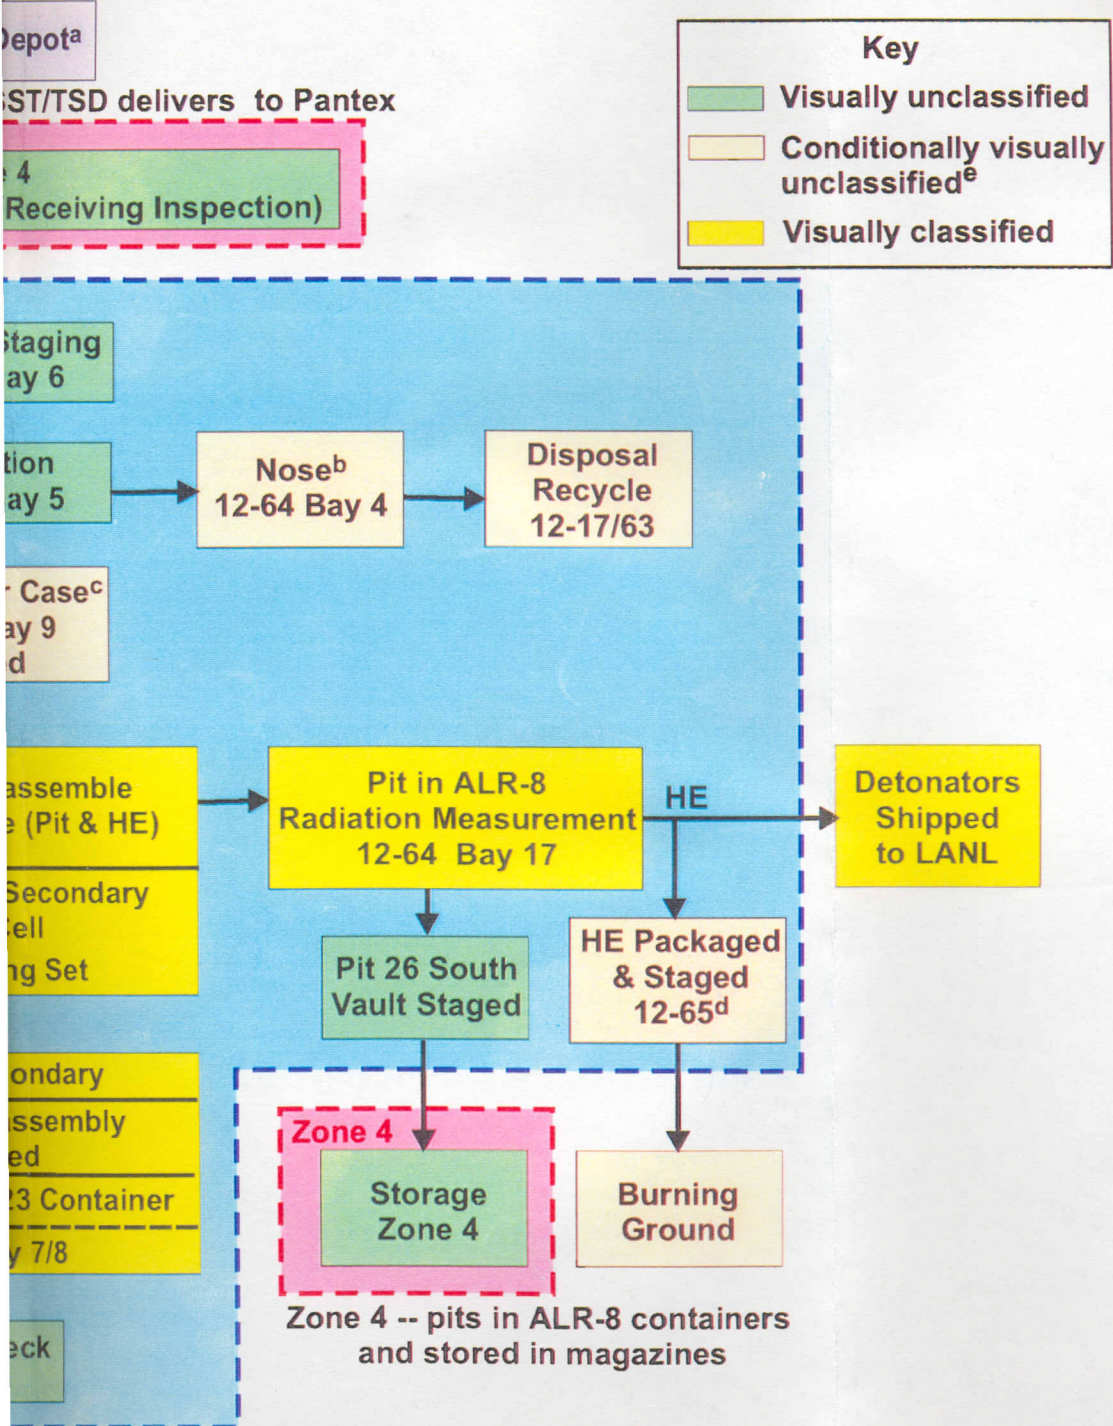 Depotª
SST/TSD delivers to Pantex
4
(Receiving Inspection)
Key
Visually unclassified
Conditionally visually
unclassifiedᵉ
Visually classified
Staging
ay 6
tion
ay 5
Noseᵇ
12-64 Bay 4
Disposal
Recycle
12-17/63
r Caseᶜ
ay 9
d
assemble
e (Pit & HE)
Secondary
ell
ng Set
Pit in ALR-8
Radiation Measurement
12-64 Bay 17
HE
Detonators
Shipped
to LANL
Pit 26 South
Vault Staged
HE Packaged
& Staged
12-65ᵈ
ondary
assembly
ed
23 Container
y 7/8
eck
Zone 4
Storage
Zone 4
Burning
Ground
Zone 4 -- pits in ALR-8 containers
and stored in magazines